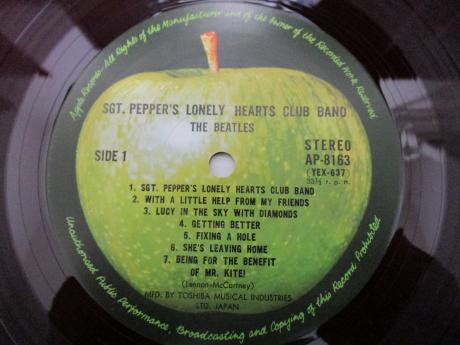 Apple Records. All Rights of the Manufacturer and of the Owner of the Recorded Work Reserved
SGT. PEPPER'S LONELY HEARTS CLUB BAND
THE BEATLES
SIDE 1
STEREO
AP-8163
(YEX-637)
33⅓ r. p. m.
1. SGT. PEPPER'S LONELY HEARTS CLUB BAND
2. WITH A LITTLE HELP FROM MY FRIENDS
3. LUCY IN THE SKY WITH DIAMONDS
4. GETTING BETTER
5. FIXING A HOLE
6. SHE'S LEAVING HOME
7. BEING FOR THE BENEFIT
OF MR. KITE!
(Lennon-McCartney)
MFD. BY TOSHIBA MUSICAL INDUSTRIES
LTD. JAPAN
Unauthorised Public Performance, Broadcasting and Copying of this Record Prohibited